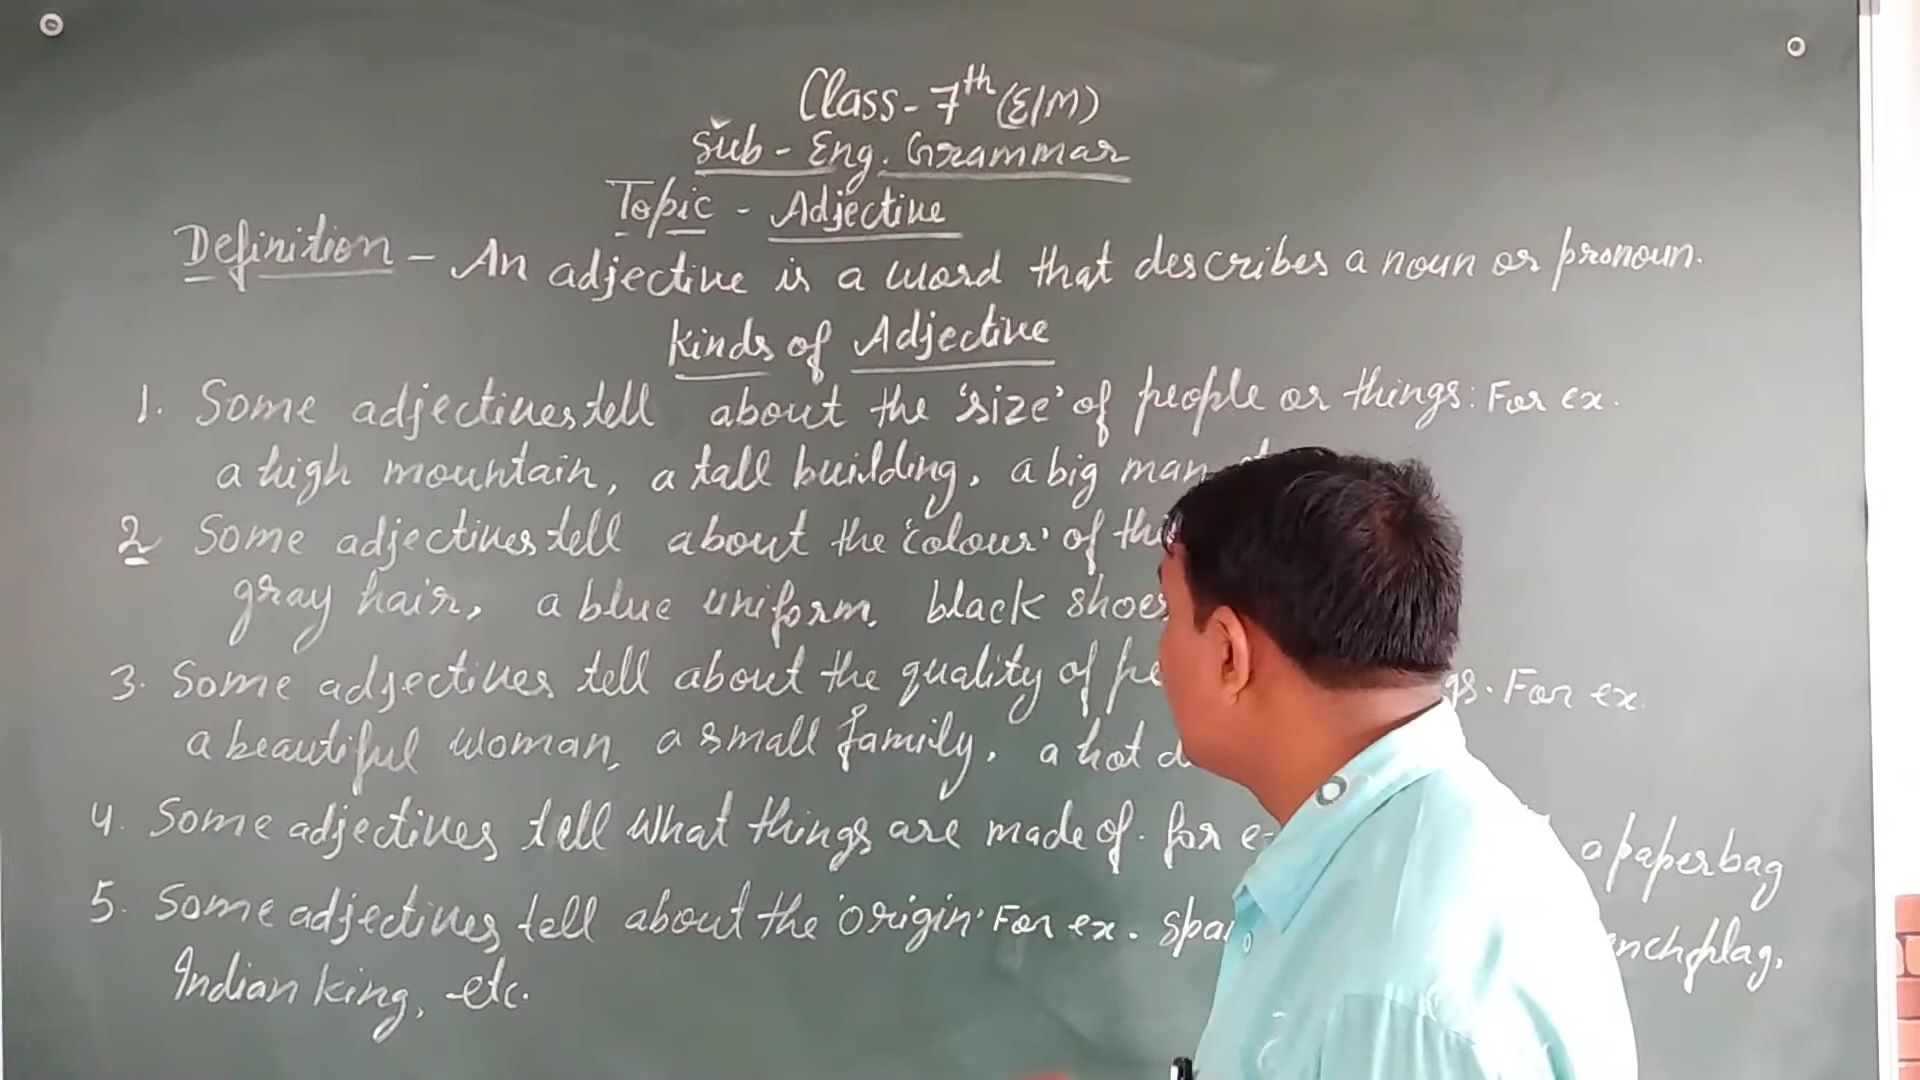 Class - 7th (E/M)
Sub - Eng. Grammar
Topic - Adjective
Definition - An adjective is a word that describes a noun or pronoun.
Kinds of Adjective
1. Some adjectives tell about the 'size' of people or things: For ex.
a high mountain, a tall building, a big man
2 Some adjectives tell about the 'colour' of
gray hair, a blue uniform, black shoes
3. Some adjectives tell about the quality of For ex.
a beautiful woman, a small family, a hot
4. Some adjectives tell what things are made of. for a paper bag
5. Some adjectives tell about the 'origin' For ex. flag,
Indian king, etc.